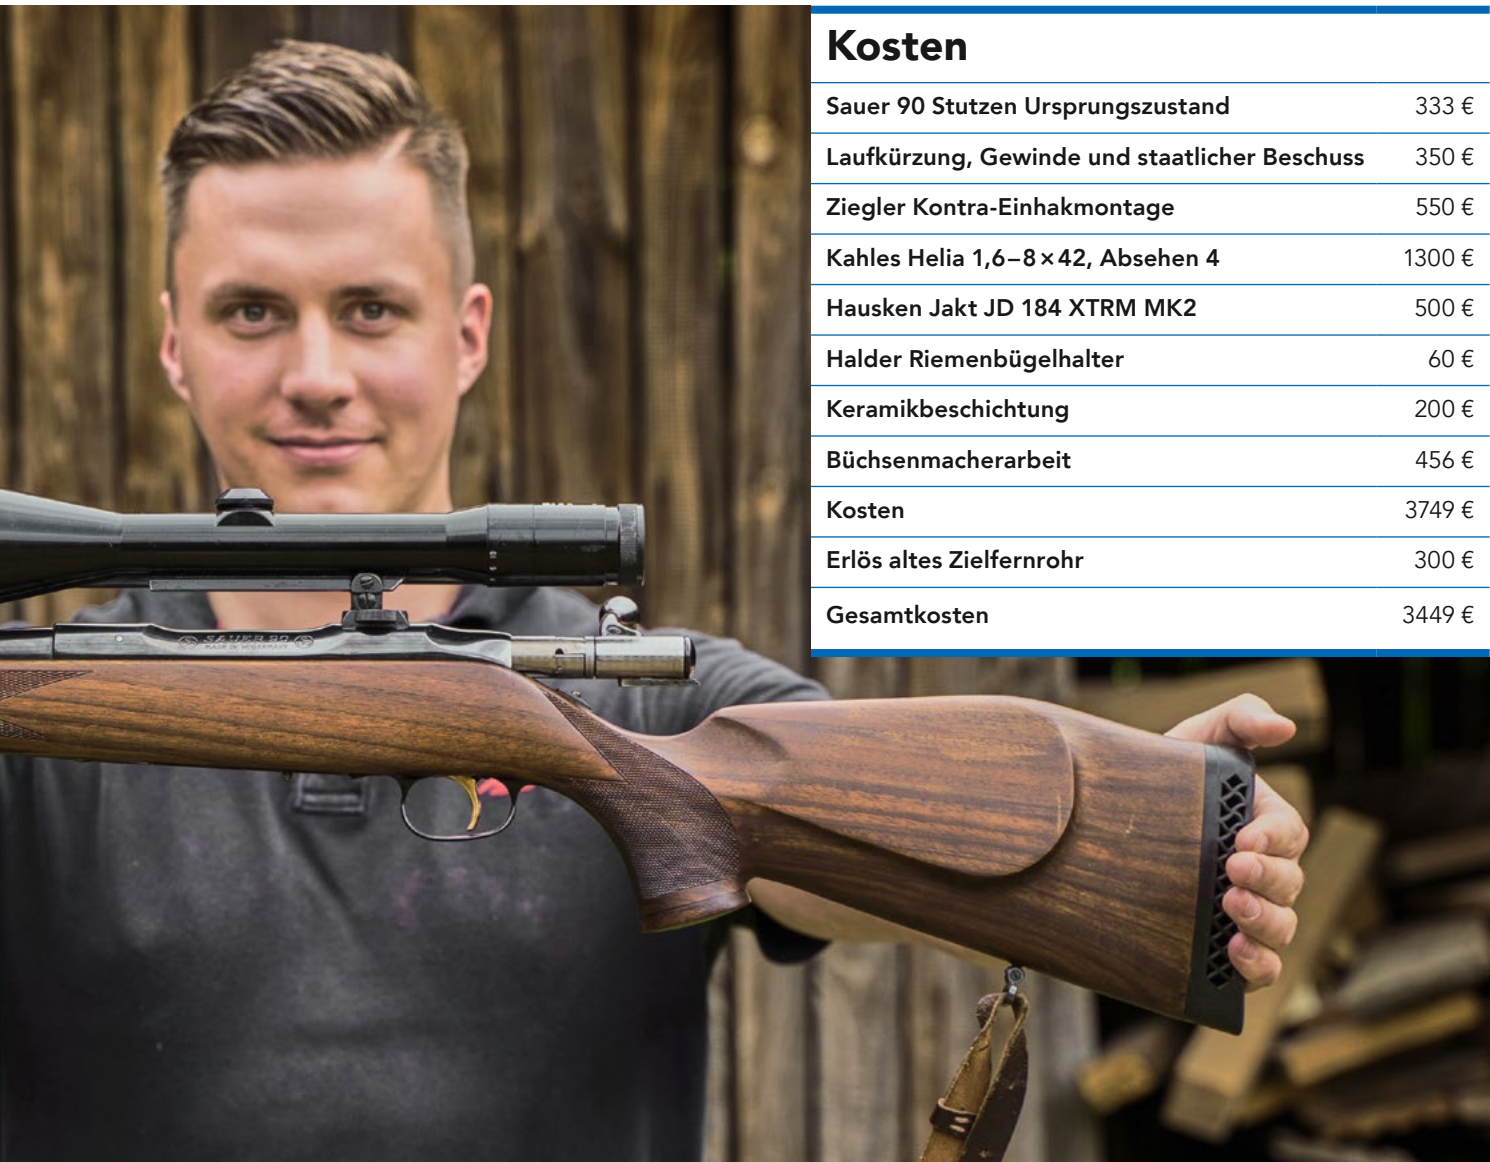 Kosten
Sauer 90 Stutzen Ursprungszustand 333 €
Laufkürzung, Gewinde und staatlicher Beschuss 350 €
Ziegler Kontra-Einhakmontage 550 €
Kahles Helia 1,6–8×42, Absehen 4 1300 €
Hausken Jakt JD 184 XTRM MK2 500 €
Halder Riemenbügelhalter 60 €
Keramikbeschichtung 200 €
Büchsenmacherarbeit 456 €
Kosten 3749 €
Erlös altes Zielfernrohr 300 €
Gesamtkosten 3449 €
SAUER 90